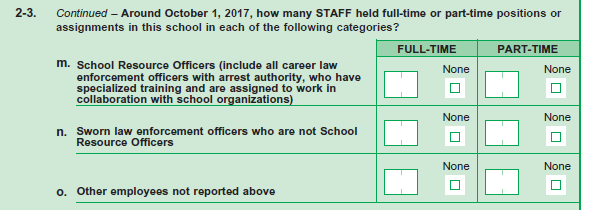 2-3. Continued – Around October 1, 2017, how many STAFF held full-time or part-time positions or
assignments in this school in each of the following categories?
FULL-TIME PART-TIME
m. School Resource Officers (include all career law
enforcement officers with arrest authority, who have
specialized training and are assigned to work in
collaboration with school organizations)
None None
n. Sworn law enforcement officers who are not School
Resource Officers
None None
o. Other employees not reported above
None None